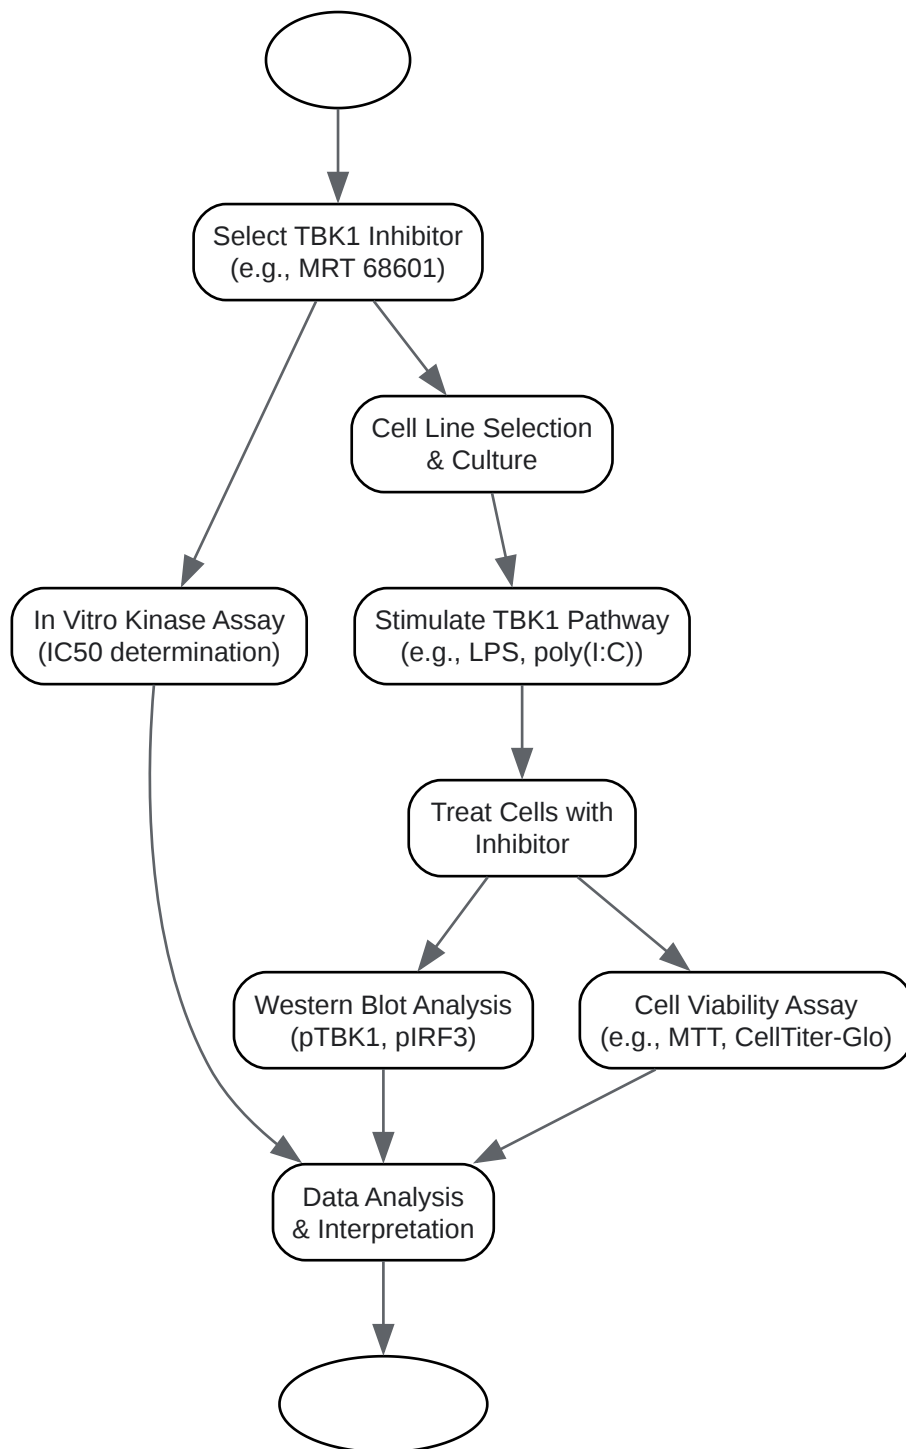 Select TBK1 Inhibitor
(e.g., MRT 68601)
Cell Line Selection
& Culture
In Vitro Kinase Assay
(IC50 determination)
Stimulate TBK1 Pathway
(e.g., LPS, poly(I:C))
Treat Cells with
Inhibitor
Western Blot Analysis
(pTBK1, pIRF3)
Cell Viability Assay
(e.g., MTT, CellTiter-Glo)
Data Analysis
& Interpretation